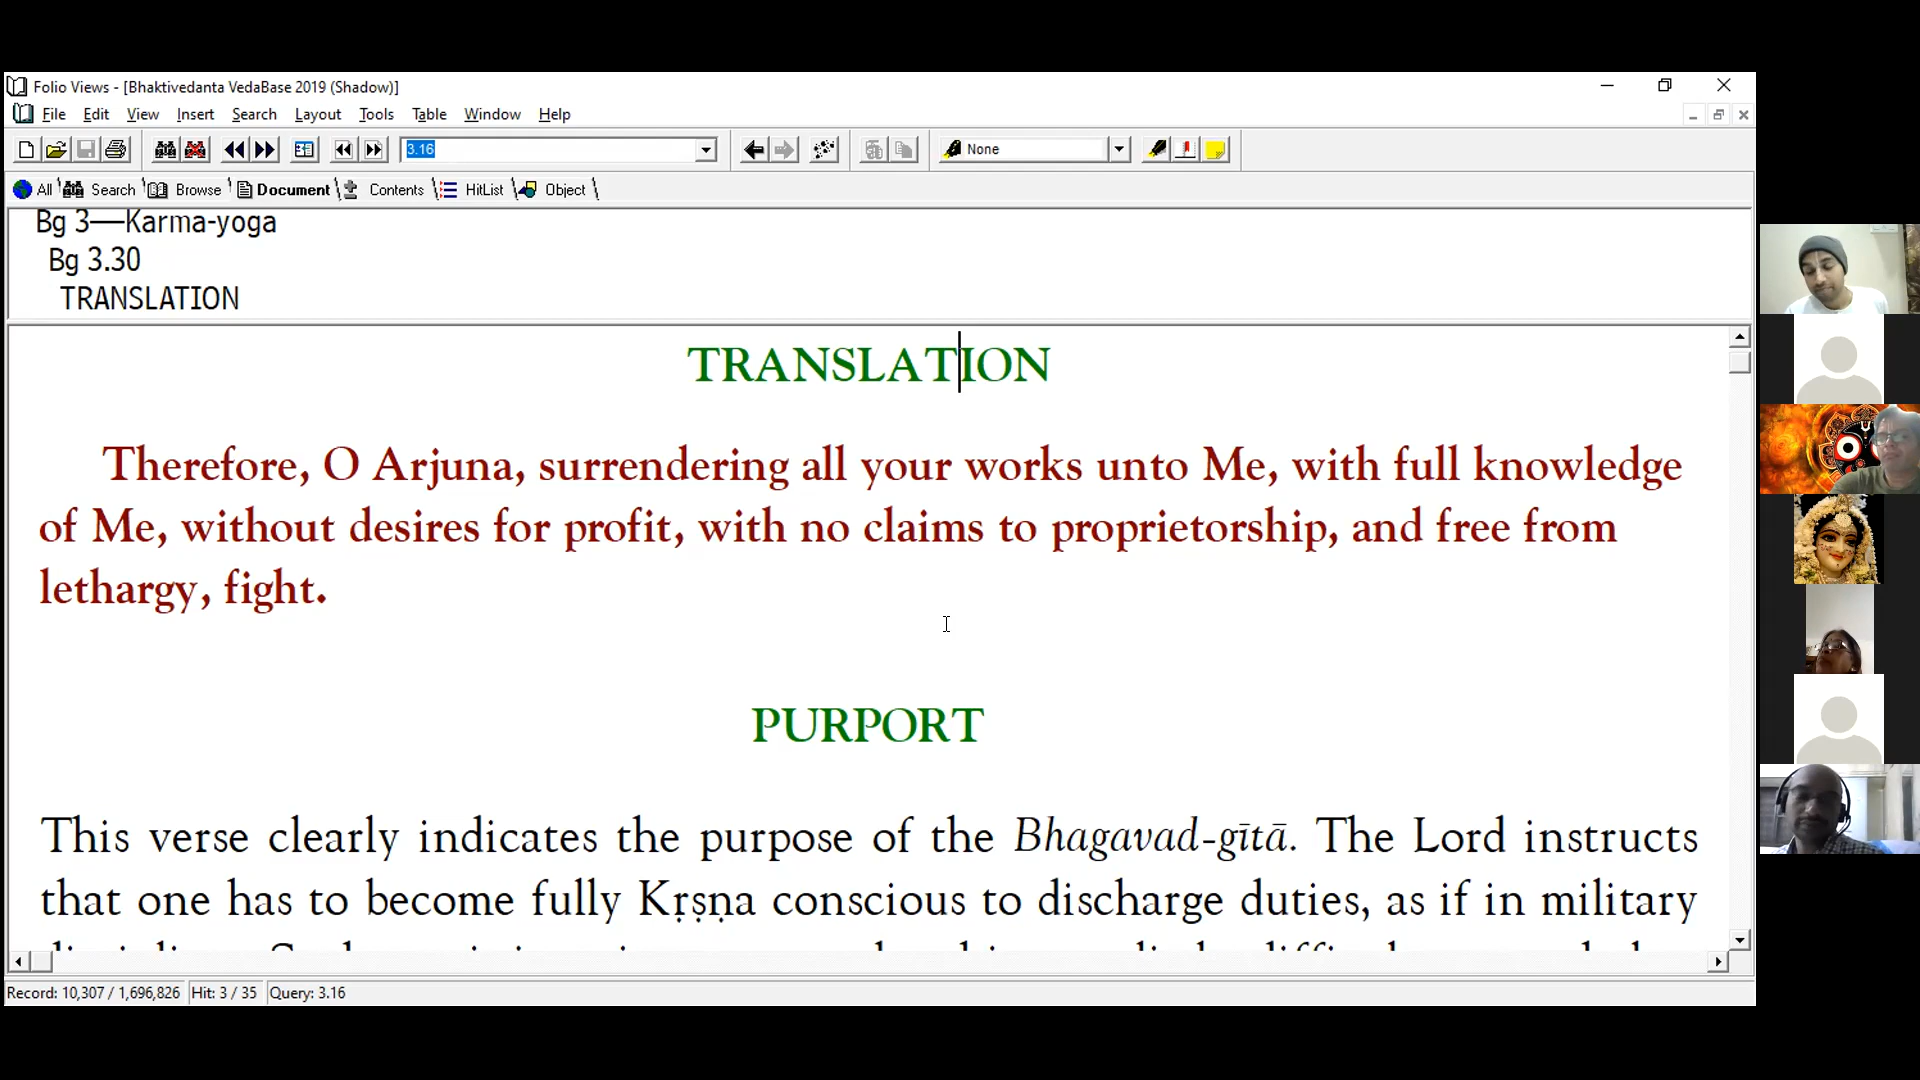 Folio Views - [Bhaktivedanta VedaBase 2019 (Shadow)]
File Edit View Insert Search Layout Tools Table Window Help
3.16 None
All Search Browse Document Contents HitList Object
Bg 3—Karma-yoga
Bg 3.30
TRANSLATION
TRANSLATION
Therefore, O Arjuna, surrendering all your works unto Me, with full knowledge
of Me, without desires for profit, with no claims to proprietorship, and free from
lethargy, fight.
PURPORT
This verse clearly indicates the purpose of the Bhagavad-gītā. The Lord instructs
that one has to become fully Kṛṣṇa conscious to discharge duties, as if in military
Record: 10,307 / 1,696,826 Hit: 3 / 35 Query: 3.16